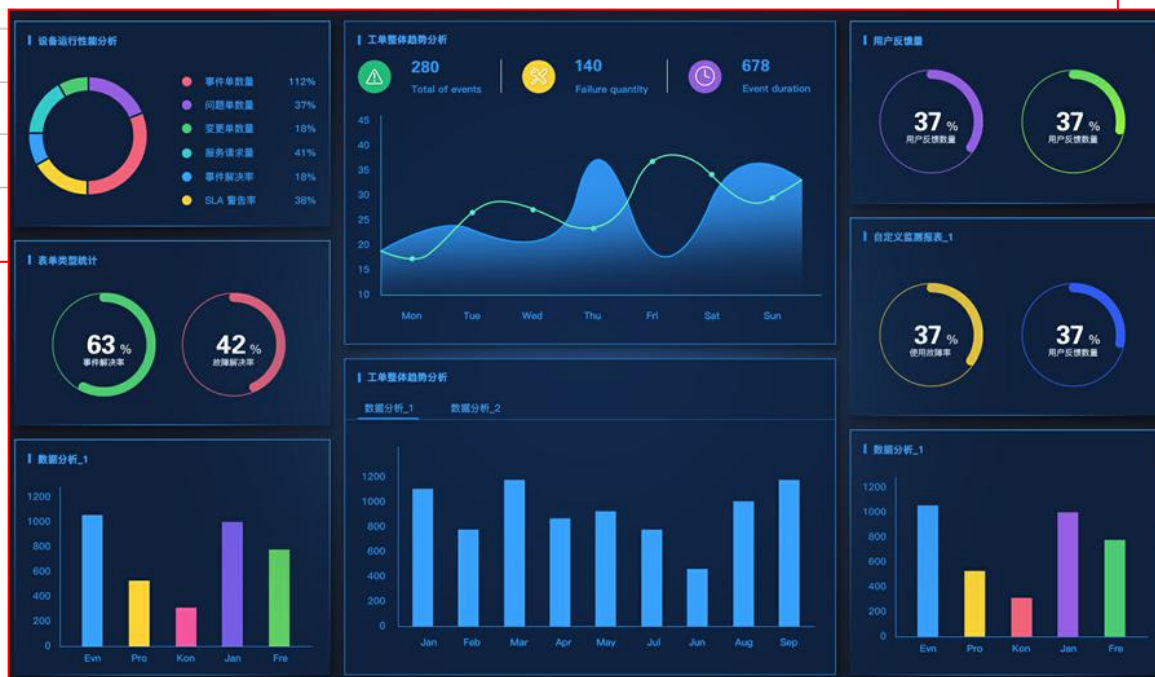 设备运行性能分析
事件单数量 112%
问题单数量 37%
变更单数量 18%
服务请求量 41%
事件解决率 18%
SLA 警告率 38%
表单类型统计
63 %
事件解决率
42 %
故障解决率
数据分析_1
1200
1000
800
600
400
200
0
Evn Pro Kon Jan Fre
工单整体趋势分析
280
Total of events
140
Failure quantity
678
Event duration
45
40
35
30
25
20
15
10
Mon Tue Wed Thu Fri Sat Sun
工单整体趋势分析
数据分析_1 数据分析_2
1200
1000
800
600
400
200
0
Jan Feb Mar Apr May Jul Jun Aug Sep
用户反馈量
37 %
用户反馈数量
37 %
用户反馈数量
自定义监测报表_1
37 %
使用故障率
37 %
用户反馈数量
数据分析_1
1200
1000
800
600
400
200
0
Evn Pro Kon Jan Fre